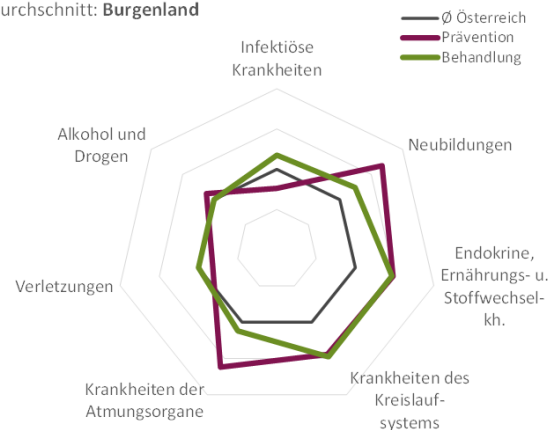 urchschnitt: Burgenland
Ø Österreich
Prävention
Behandlung
Infektiöse
Krankheiten
Neubildungen
Endokrine,
Ernährungs- u.
Stoffwechsel-
kh.
Krankheiten des
Kreislauf-
systems
Krankheiten der
Atmungsorgane
Verletzungen
Alkohol und
Drogen